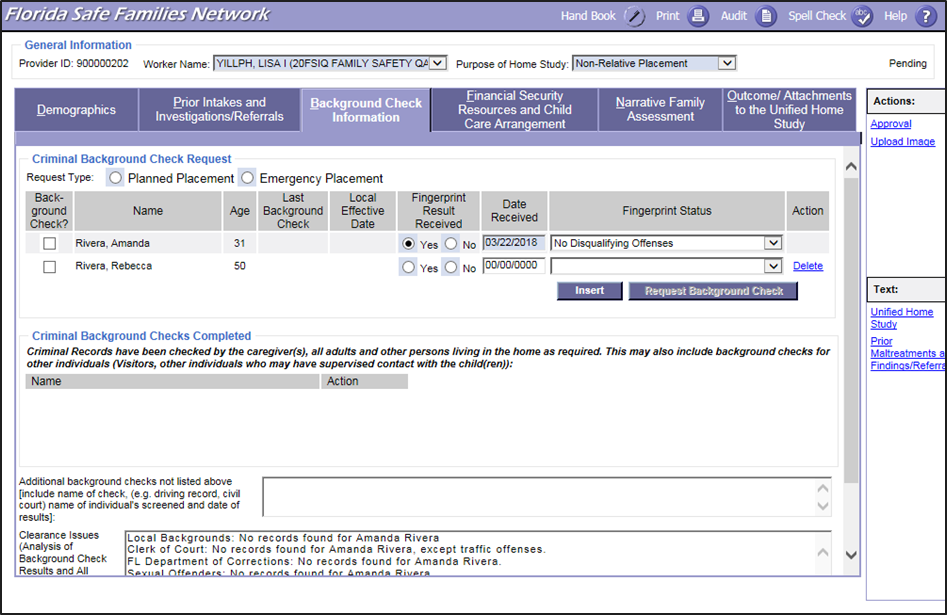 Florida Safe Families Network
Hand Book Print Audit Spell Check abc Help ?
General Information
Provider ID: 900000202 Worker Name: YILLPH, LISA I (20FSIQ FAMILY SAFETY QA Purpose of Home Study: Non-Relative Placement Pending
Demographics
Prior Intakes and
Investigations/Referrals
Background Check
Information
Financial Security
Resources and Child
Care Arrangement
Narrative Family
Assessment
Outcome/ Attachments
to the Unified Home
Study
Actions:
Approval
Upload Image
Criminal Background Check Request
Request Type: Planned Placement Emergency Placement
Back-
ground
Check?
Name
Age
Last
Background
Check
Local
Effective
Date
Fingerprint
Result
Received
Date
Received
Fingerprint Status
Action
Rivera, Amanda 31 Yes No 03/22/2018 No Disqualifying Offenses
Rivera, Rebecca 50 Yes No 00/00/0000 Delete
Insert Request Background Check
Text:
Unified Home
Study
Prior
Maltreatments a
Findings/Referra
Criminal Background Checks Completed
Criminal Records have been checked by the caregiver(s), all adults and other persons living in the home as required. This may also include background checks for
other individuals (Visitors, other individuals who may have supervised contact with the child(ren)):
Name Action
Additional background checks not listed above
[include name of check, (e.g. driving record, civil
court) name of individual's screened and date of
results]:
Clearance Issues
(Analysis of
Background Check
Results and All
Local Backgrounds: No records found for Amanda Rivera
Clerk of Court: No records found for Amanda Rivera, except traffic offenses.
FL Department of Corrections: No records found for Amanda Rivera.
Sexual Offenders: No records found for Amanda Rivera